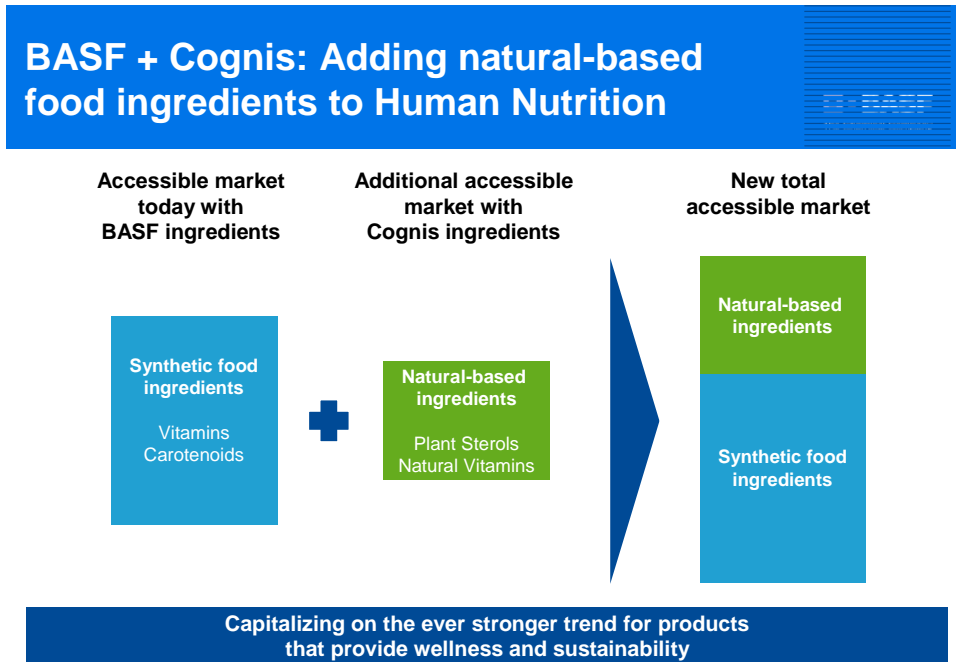 BASF + Cognis: Adding natural-based
food ingredients to Human Nutrition
BASF
Accessible market
today with
BASF ingredients
Additional accessible
market with
Cognis ingredients
New total
accessible market
Synthetic food
ingredients
Vitamins
Carotenoids
Natural-based
ingredients
Plant Sterols
Natural Vitamins
Natural-based
ingredients
Synthetic food
ingredients
Capitalizing on the ever stronger trend for products
that provide wellness and sustainability